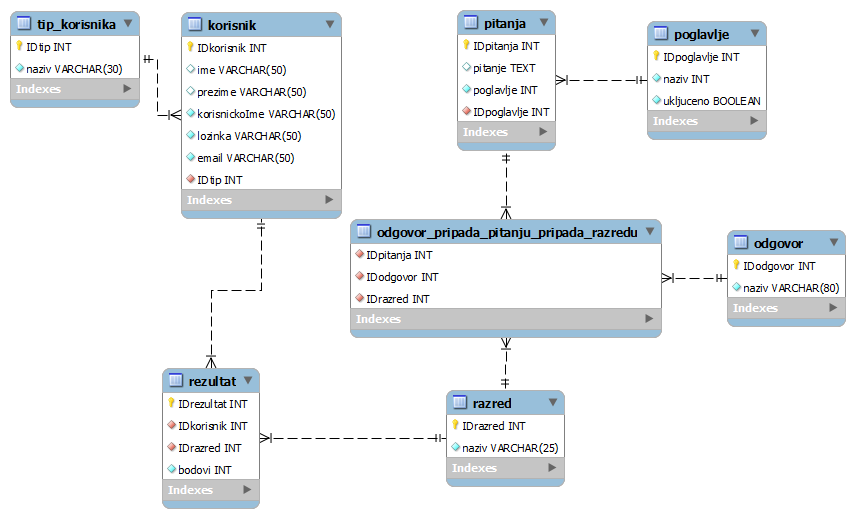 tip_korisnika
IDtip INT
naziv VARCHAR(30)
Indexes
korisnik
IDkorisnik INT
ime VARCHAR(50)
prezime VARCHAR(50)
korisnickoIme VARCHAR(50)
lozinka VARCHAR(50)
email VARCHAR(50)
IDtip INT
Indexes
pitanja
IDpitanja INT
pitanje TEXT
poglavlje INT
IDpoglavlje INT
Indexes
poglavlje
IDpoglavlje INT
naziv INT
ukljuceno BOOLEAN
Indexes
odgovor_pripada_pitanju_pripada_razredu
IDpitanja INT
IDodgovor INT
IDrazred INT
Indexes
odgovor
IDodgovor INT
naziv VARCHAR(80)
Indexes
rezultat
IDrezultat INT
IDkorisnik INT
IDrazred INT
bodovi INT
Indexes
razred
IDrazred INT
naziv VARCHAR(25)
Indexes